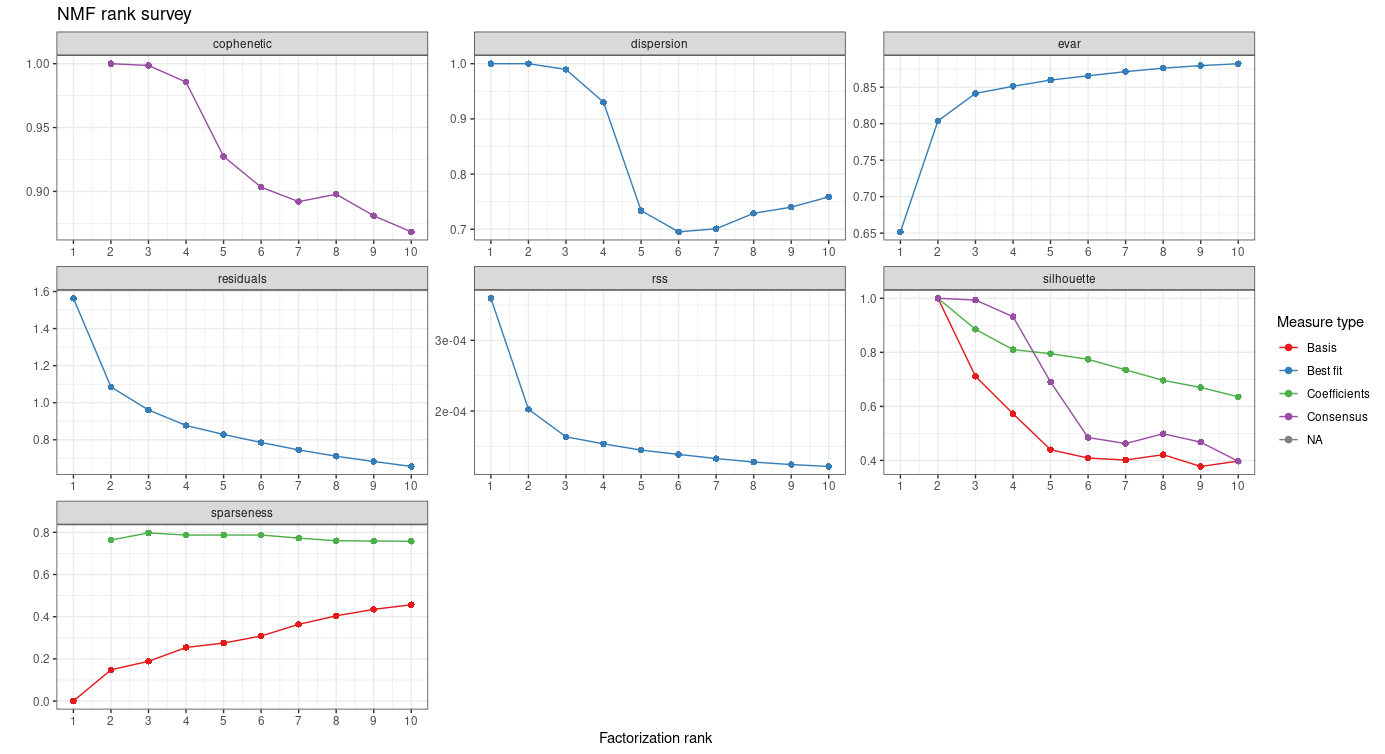 NMF rank survey
cophenetic
1.00
0.95
0.90
1 2 3 4 5 6 7 8 9 10
dispersion
1.0
0.9
0.8
0.7
1 2 3 4 5 6 7 8 9 10
evar
0.85
0.80
0.75
0.70
0.65
1 2 3 4 5 6 7 8 9 10
residuals
1.6
1.4
1.2
1.0
0.8
1 2 3 4 5 6 7 8 9 10
rss
3e-04
2e-04
1 2 3 4 5 6 7 8 9 10
silhouette
1.0
0.8
0.6
0.4
1 2 3 4 5 6 7 8 9 10
sparseness
0.8
0.6
0.4
0.2
0.0
1 2 3 4 5 6 7 8 9 10
Factorization rank
Measure type
Basis
Best fit
Coefficients
Consensus
NA